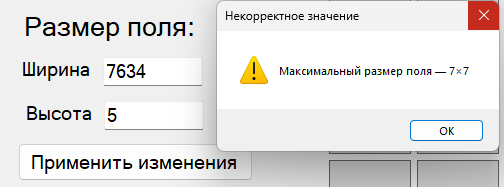 Размер поля:
Ширина 7634
Высота 5
Применить изменения
Некорректное значение
Максимальный размер поля — 7×7
OK